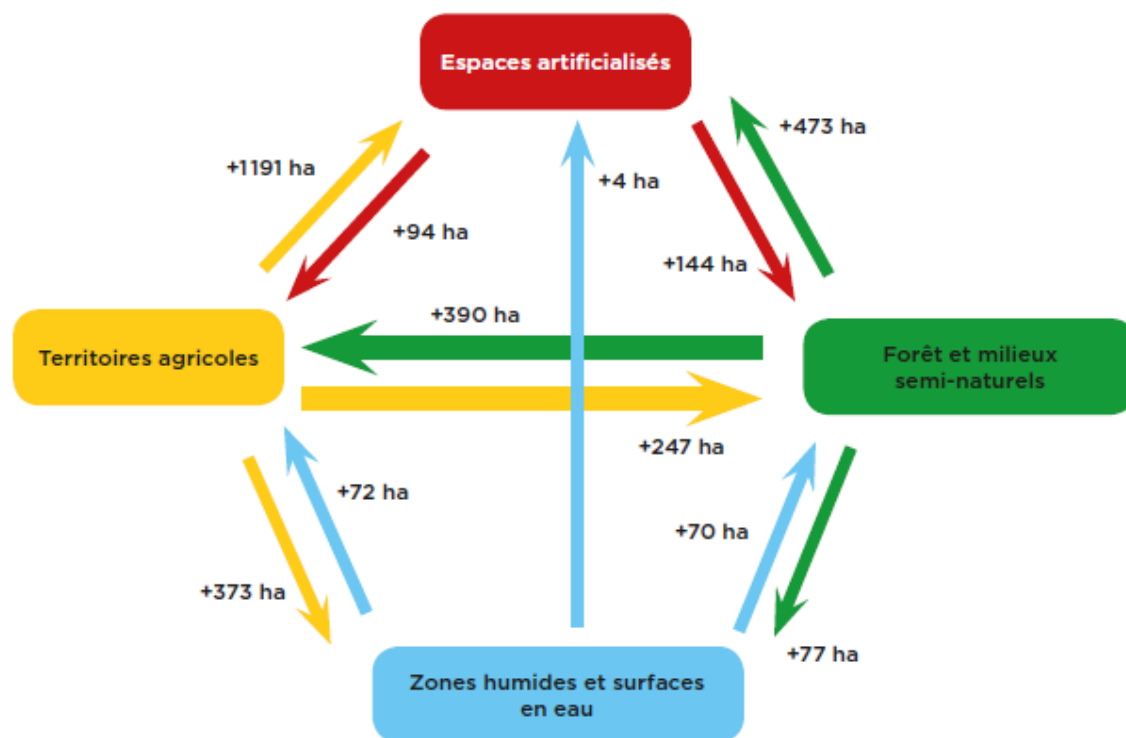 Espaces artificialisés
+473 ha
+1191 ha
+4 ha
+94 ha
+144 ha
+390 ha
Territoires agricoles
Forêt et milieux
semi-naturels
+247 ha
+72 ha
+70 ha
+373 ha
+77 ha
Zones humides et surfaces
en eau